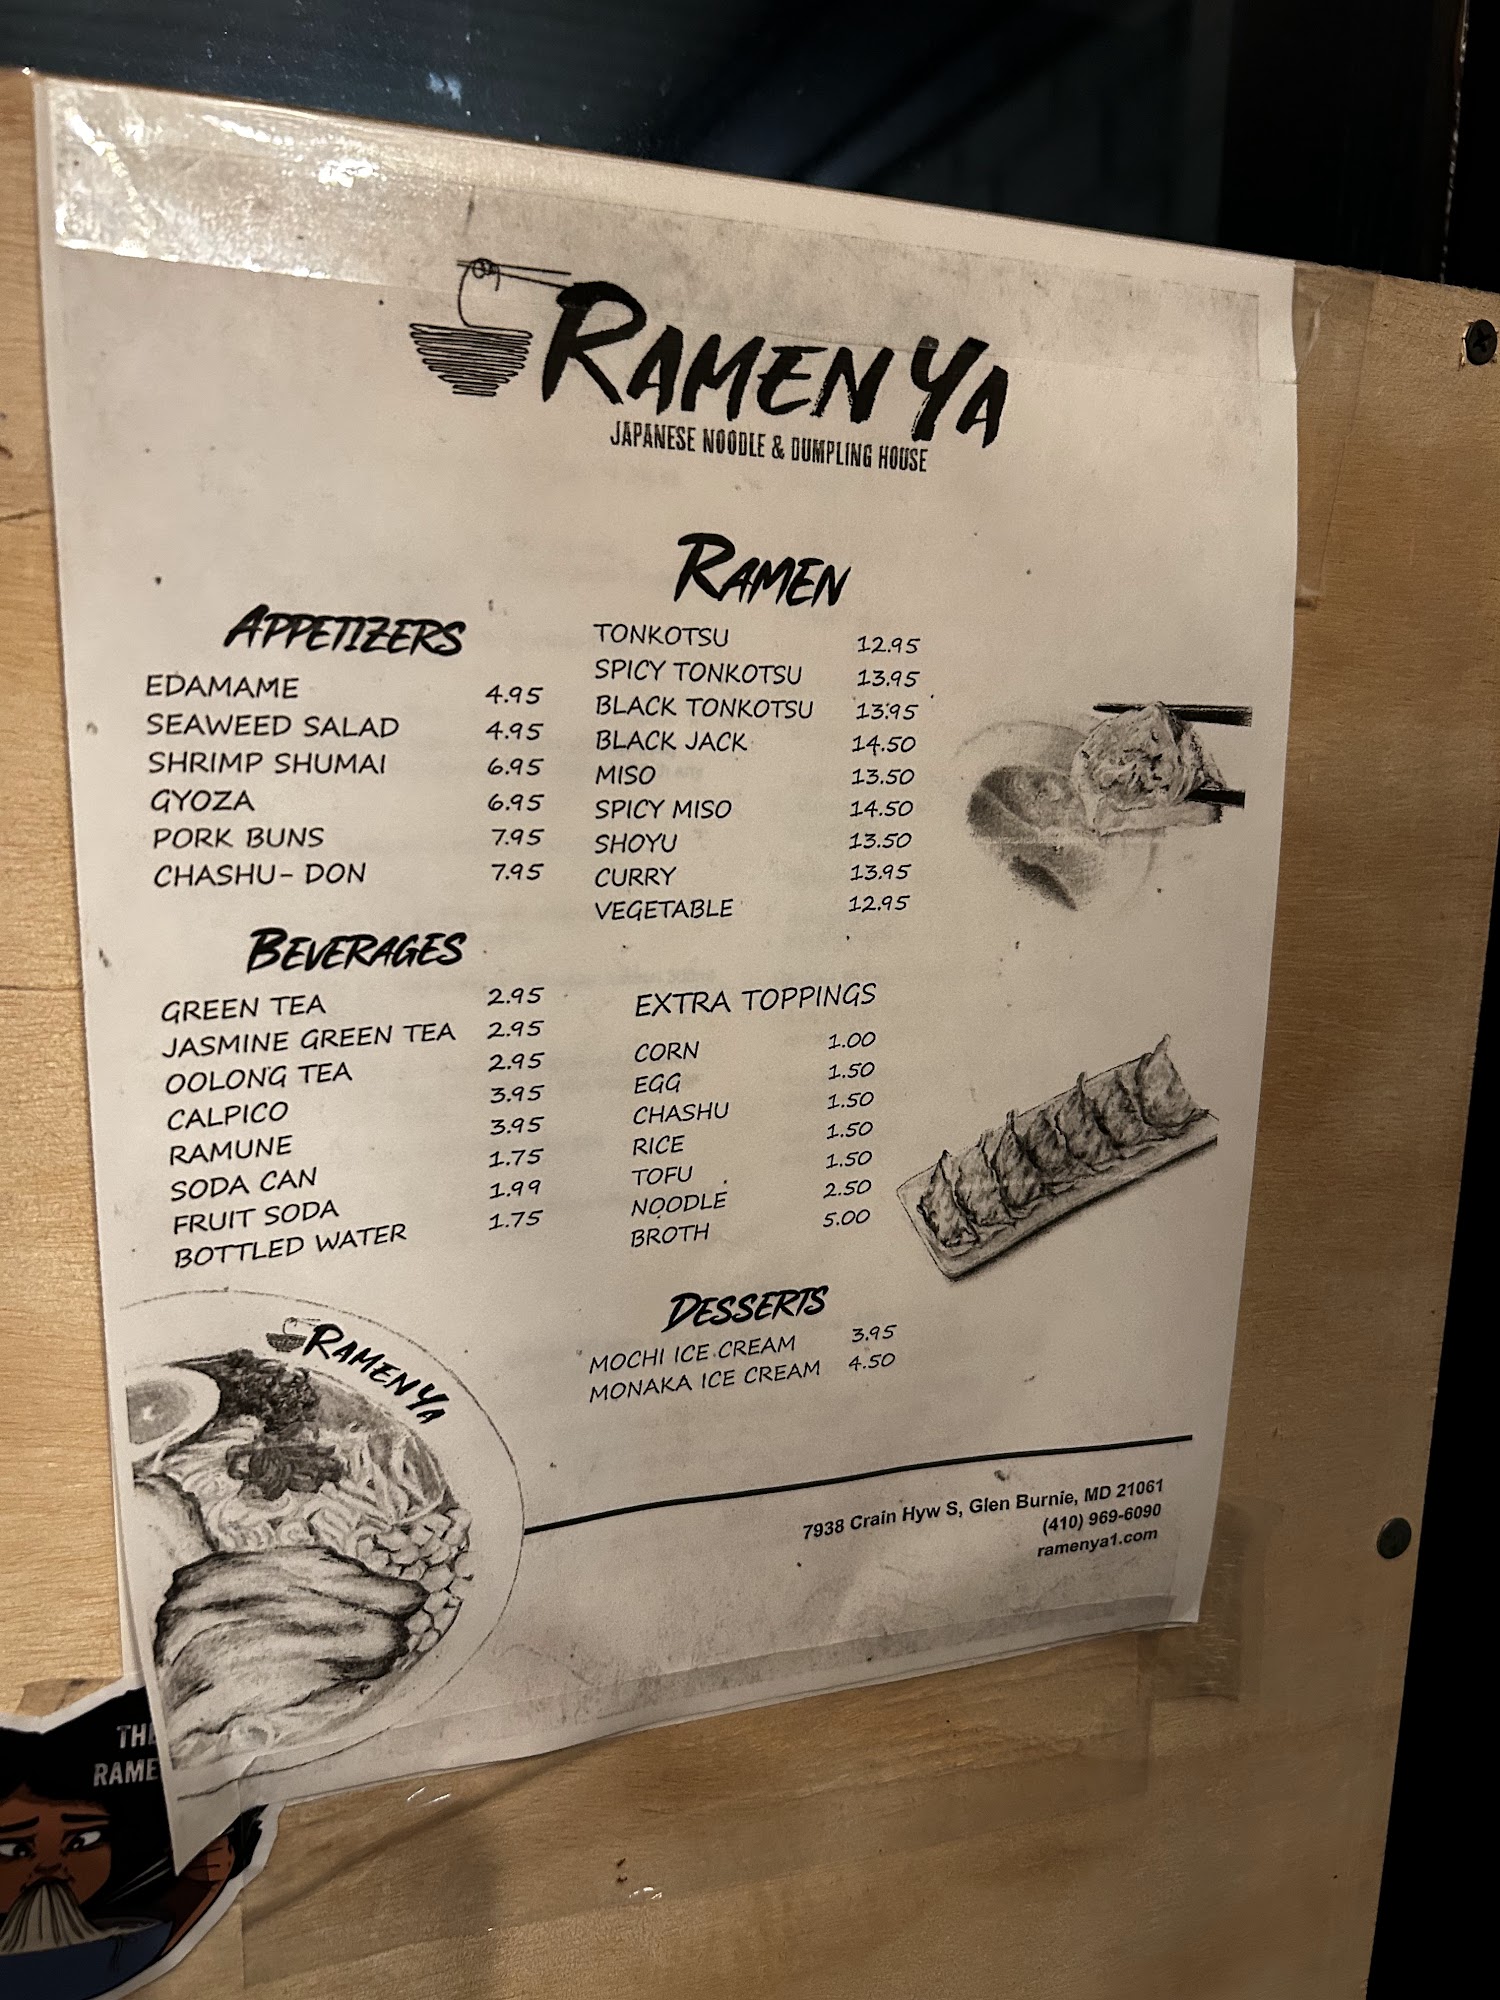 RAMEN YA
JAPANESE NOODLE & DUMPLING HOUSE
APPETIZERS
EDAMAME 4.95
SEAWEED SALAD 4.95
SHRIMP SHUMAI 6.95
GYOZA 6.95
PORK BUNS 7.95
CHASHU- DON 7.95
BEVERAGES
GREEN TEA 2.95
JASMINE GREEN TEA 2.95
OOLONG TEA 2.95
CALPICO 3.95
RAMUNE 3.95
SODA CAN 1.75
FRUIT SODA 1.99
BOTTLED WATER 1.75
RAMEN
TONKOTSU 12.95
SPICY TONKOTSU 13.95
BLACK TONKOTSU 13.95
BLACK JACK 14.50
MISO 13.50
SPICY MISO 14.50
SHOYU 13.50
CURRY 13.95
VEGETABLE 12.95
EXTRA TOPPINGS
CORN 1.00
EGG 1.50
CHASHU 1.50
RICE 1.50
TOFU 1.50
NOODLE 2.50
BROTH 5.00
DESSERTS
MOCHI ICE CREAM 3.95
MONAKA ICE CREAM 4.50
RAMEN YA
7938 Crain Hyw S, Glen Burnie, MD 21061
(410) 969-6090
ramenya1.com
THE
RAME